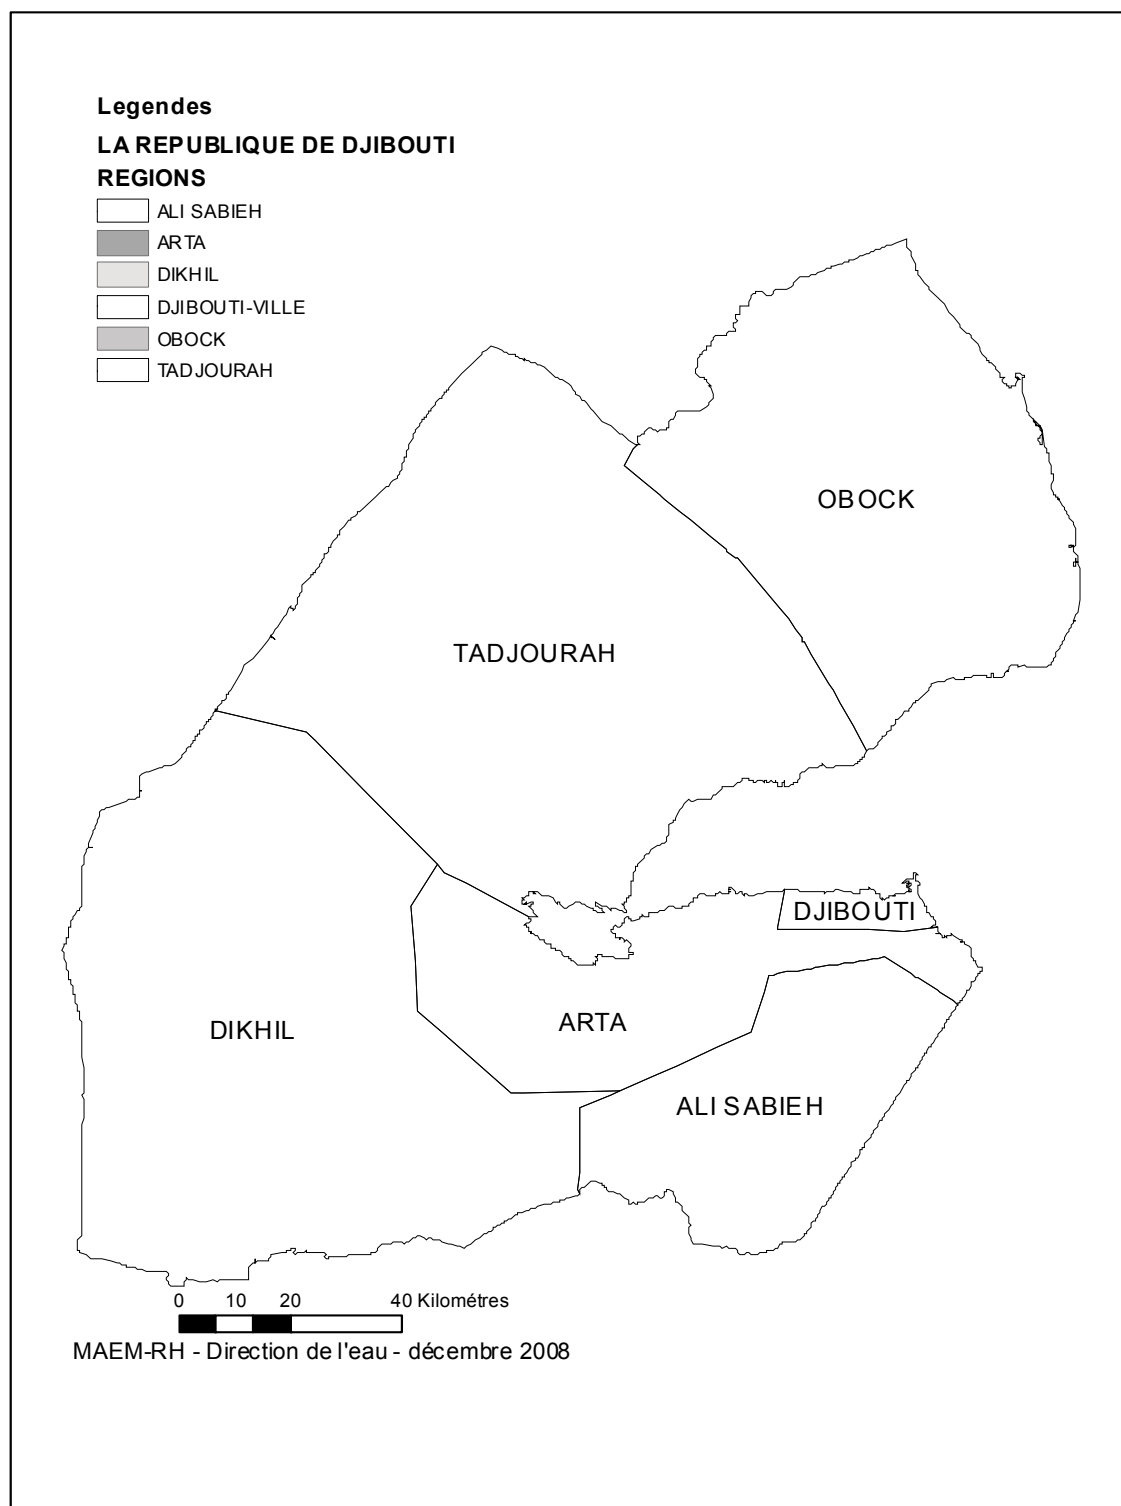 Legendes
LA REPUBLIQUE DE DJIBOUTI
REGIONS
ALI SABIEH
ARTA
DIKHIL
DJIBOUTI-VILLE
OBOCK
TADJOURAH
OBOCK
TADJOURAH
DJIBOUTI
ARTA
DIKHIL
ALI SABIEH
0 10 20 40 Kilométres
MAEM-RH - Direction de l'eau - décembre 2008